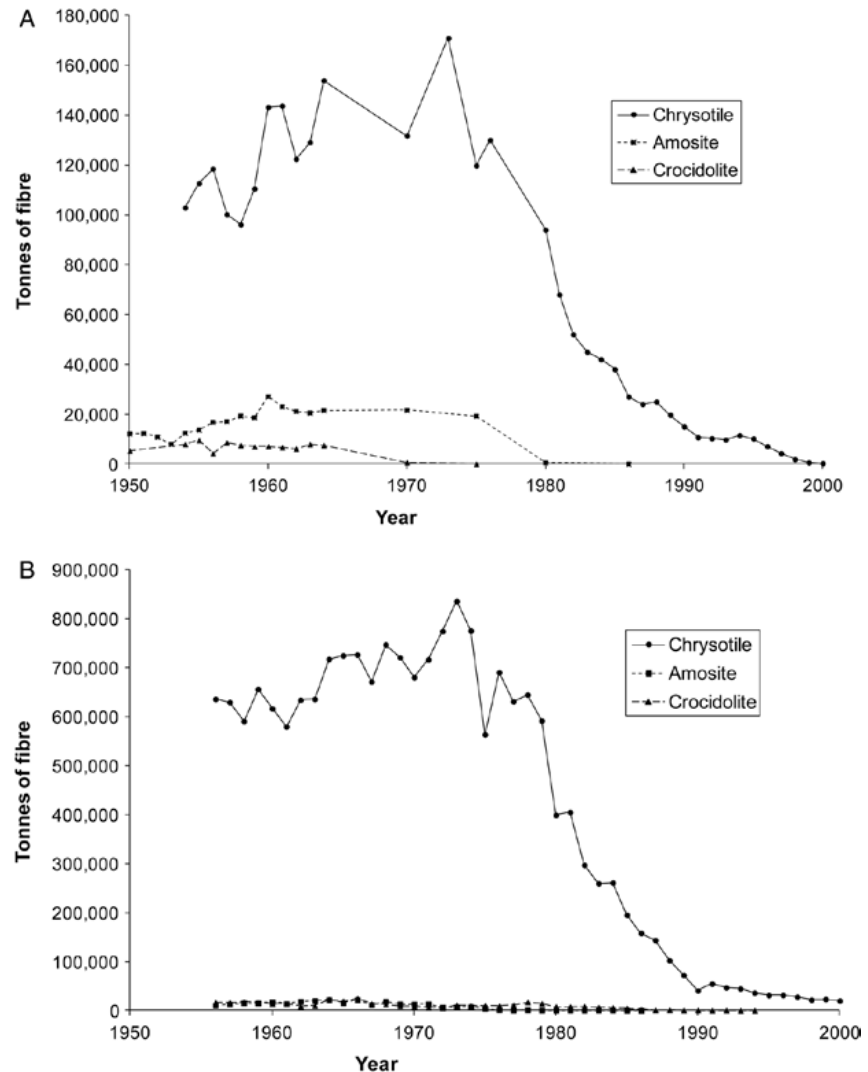 A
180,000
160,000
140,000
120,000
100,000
80,000
60,000
40,000
20,000
0
Tonnes of fibre
Chrysotile
Amosite
Crocidolite
1950 1960 1970 1980 1990 2000
Year
B
900,000
800,000
700,000
600,000
500,000
400,000
300,000
200,000
100,000
0
Tonnes of fibre
Chrysotile
Amosite
Crocidolite
1950 1960 1970 1980 1990 2000
Year